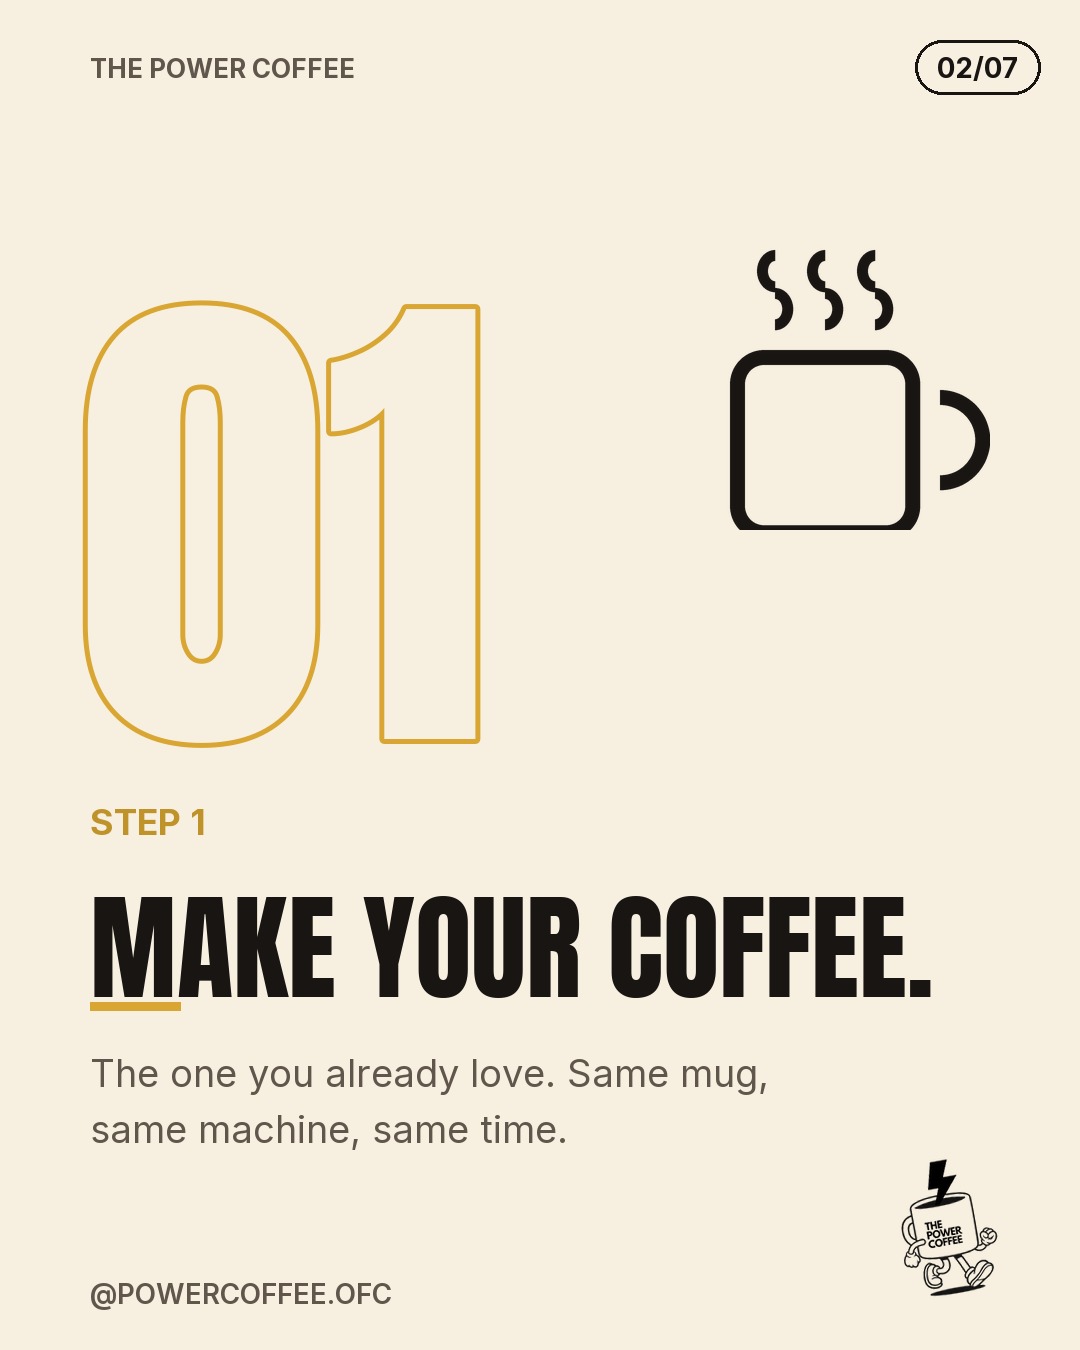 THE POWER COFFEE
02/07
01
STEP 1
MAKE YOUR COFFEE.
The one you already love. Same mug,
same machine, same time.
THE
POWER
COFFEE
@POWERCOFFEE.OFC